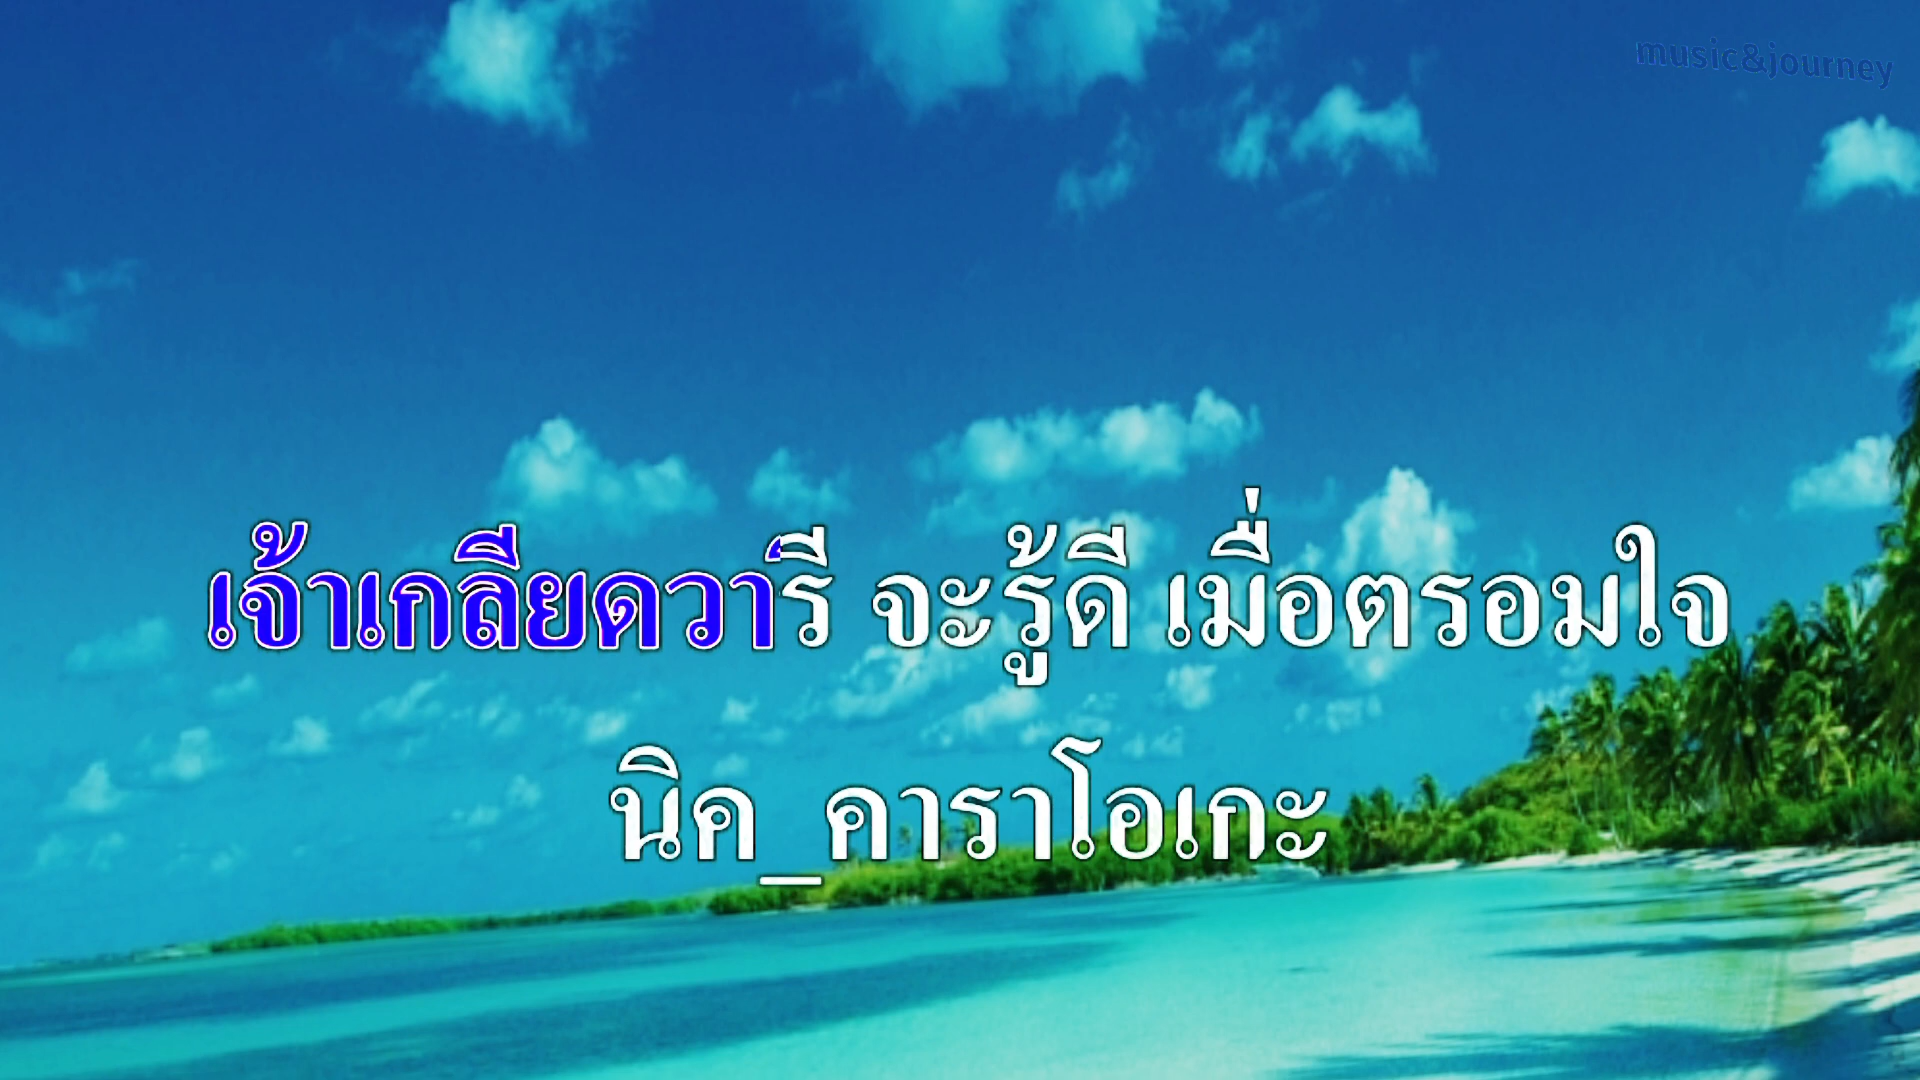 music&journey
เจ้าเกลียดวารี จะรู้ดี เมื่อตรอมใจ
นิค_คาราโอเกะ